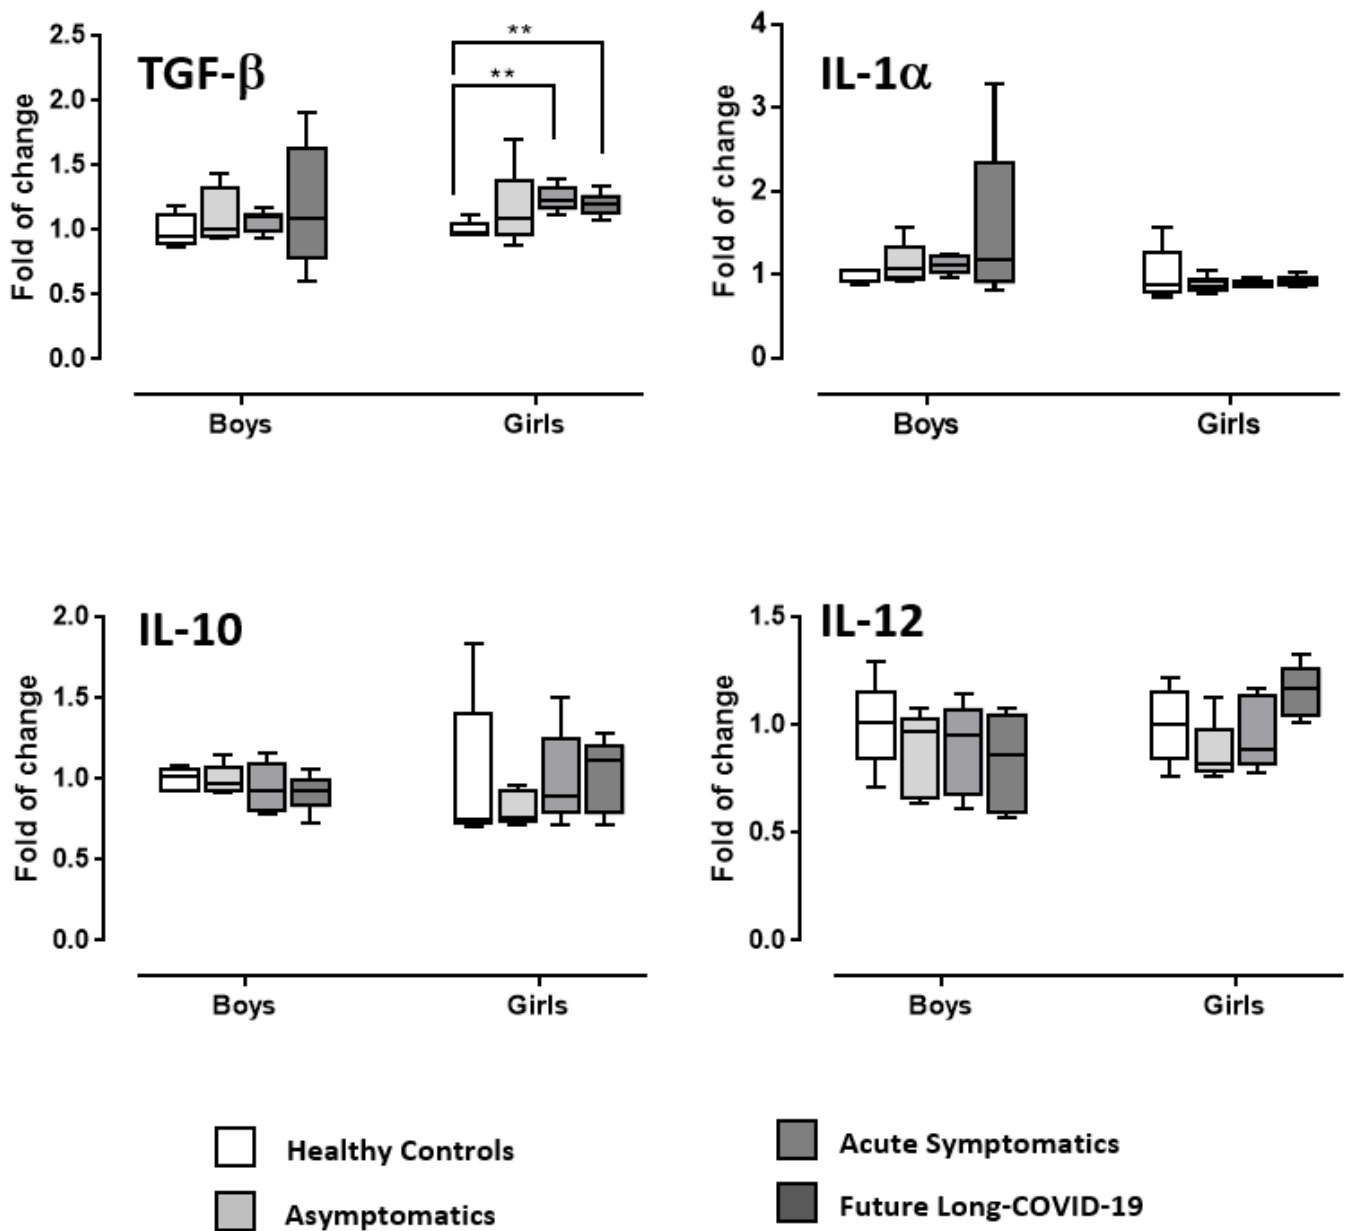 TGF-β
Fold of change
2.5
2.0
1.5
1.0
0.5
0.0
**
**
Boys
Girls
IL-1α
Fold of change
4
3
2
1
0
Boys
Girls
IL-10
Fold of change
2.0
1.5
1.0
0.5
0.0
Boys
Girls
IL-12
Fold of change
1.5
1.0
0.5
0.0
Boys
Girls
Healthy Controls
Asymptomatics
Acute Symptomatics
Future Long-COVID-19